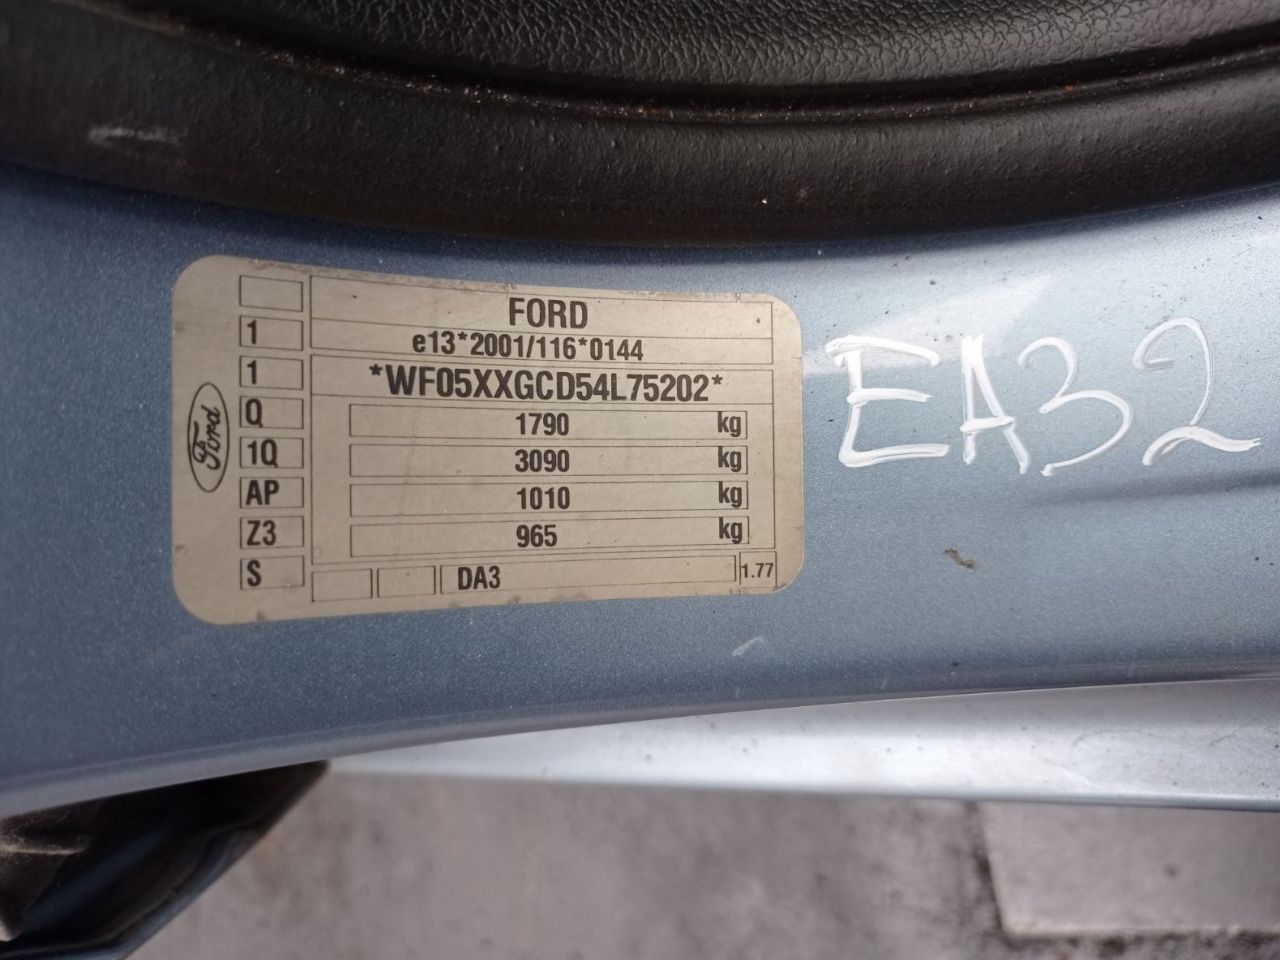 FORD
1 e13*2001/116*0144
1 *WF05XXGCD54L75202*
Q 1790 kg
1Q 3090 kg
AP 1010 kg
Z3 965 kg
S DA3 1.77
Ford
EA32